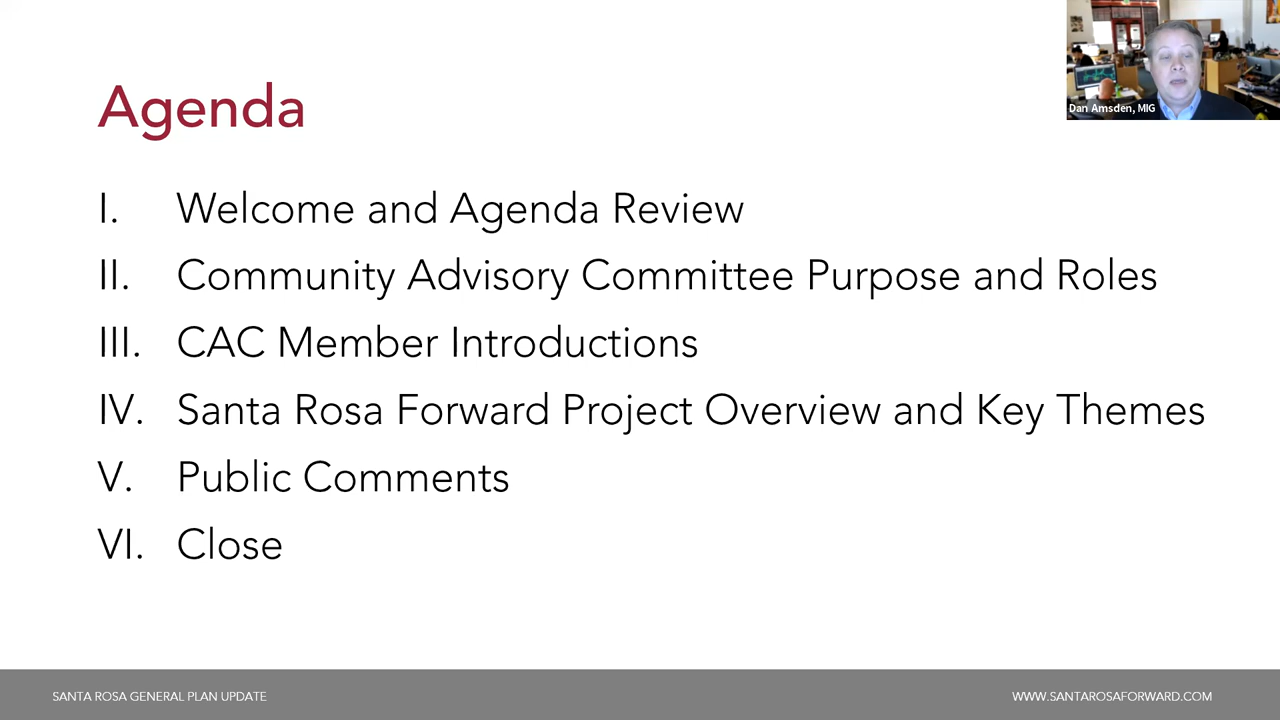 Agenda
Dan Amsden, MIG
I. Welcome and Agenda Review
II. Community Advisory Committee Purpose and Roles
III. CAC Member Introductions
IV. Santa Rosa Forward Project Overview and Key Themes
V. Public Comments
VI. Close
SANTA ROSA GENERAL PLAN UPDATE
WWW.SANTAROSAFORWARD.COM